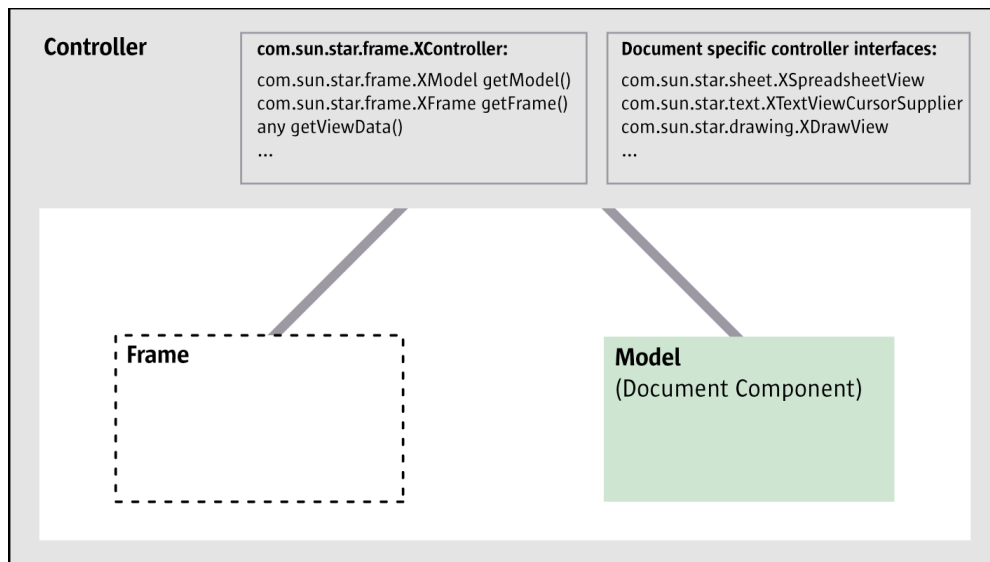 Controller
com.sun.star.frame.XController:
com.sun.star.frame.XModel getModel()
com.sun.star.frame.XFrame getFrame()
any getViewData()
...
Document specific controller interfaces:
com.sun.star.sheet.XSpreadsheetView
com.sun.star.text.XTextViewCursorSupplier
com.sun.star.drawing.XDrawView
...
Frame
Model
(Document Component)